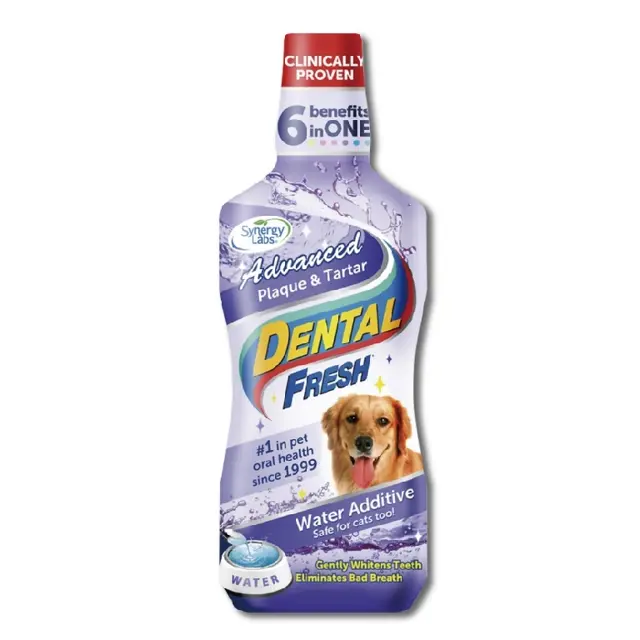 CLINICALLY
PROVEN
6 benefits
in ONE
Synergy
Labs
Advanced
Plaque & Tartar
DENTAL
FRESH
#1 in pet
oral health
since 1999
Water Additive
Safe for cats too!
WATER
Gently Whitens Teeth
Eliminates Bad Breath